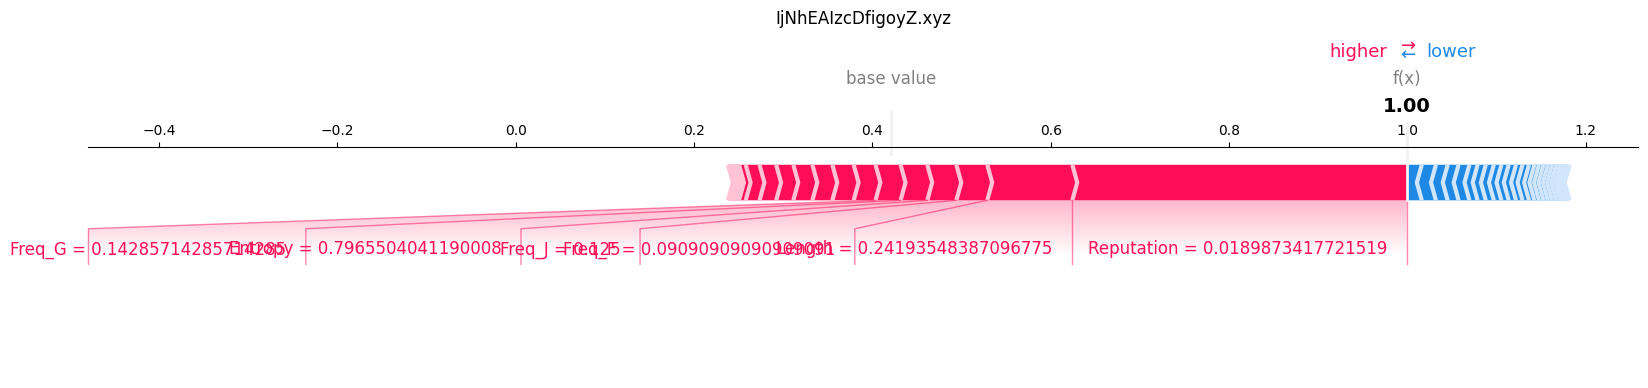 IjNhEAIzcDfigoyZ.xyz
higher ⇄ lower
base value f(x)
1.00
−0.4 −0.2 0.0 0.2 0.4 0.6 0.8 1.0 1.2
Freq_G = 0.14285714285714285 Entropy = 0.7965504041190008 Freq_J = 0.125 Freq_F = 0.09090909090909091 Length = 0.24193548387096775 Reputation = 0.0189873417721519